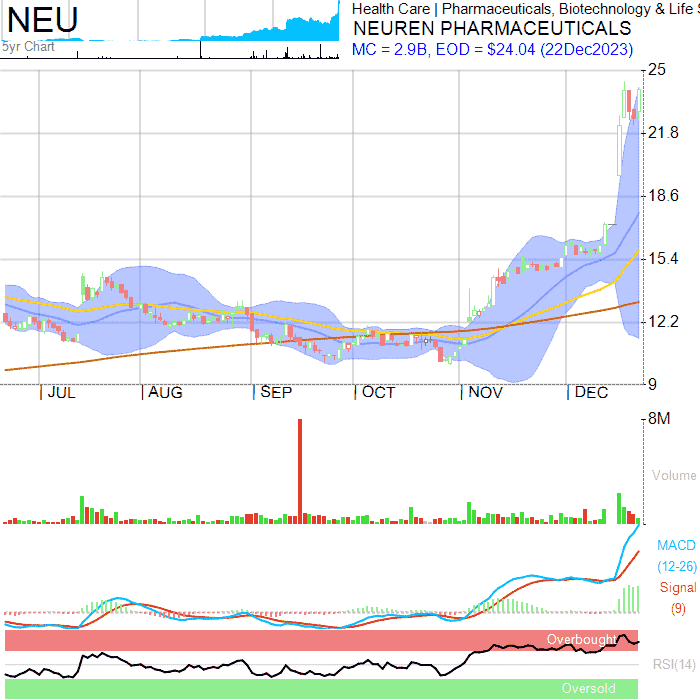 NEU
5yr Chart
Health Care | Pharmaceuticals, Biotechnology & Life S
NEUREN PHARMACEUTICALS
MC = 2.9B, EOD = $24.04 (22Dec2023)
25
21.8
18.6
15.4
12.2
9
JUL AUG SEP OCT NOV DEC
8M
Volume
MACD
(12-26)
Signal
(9)
Overbought
RSI(14)
Oversold